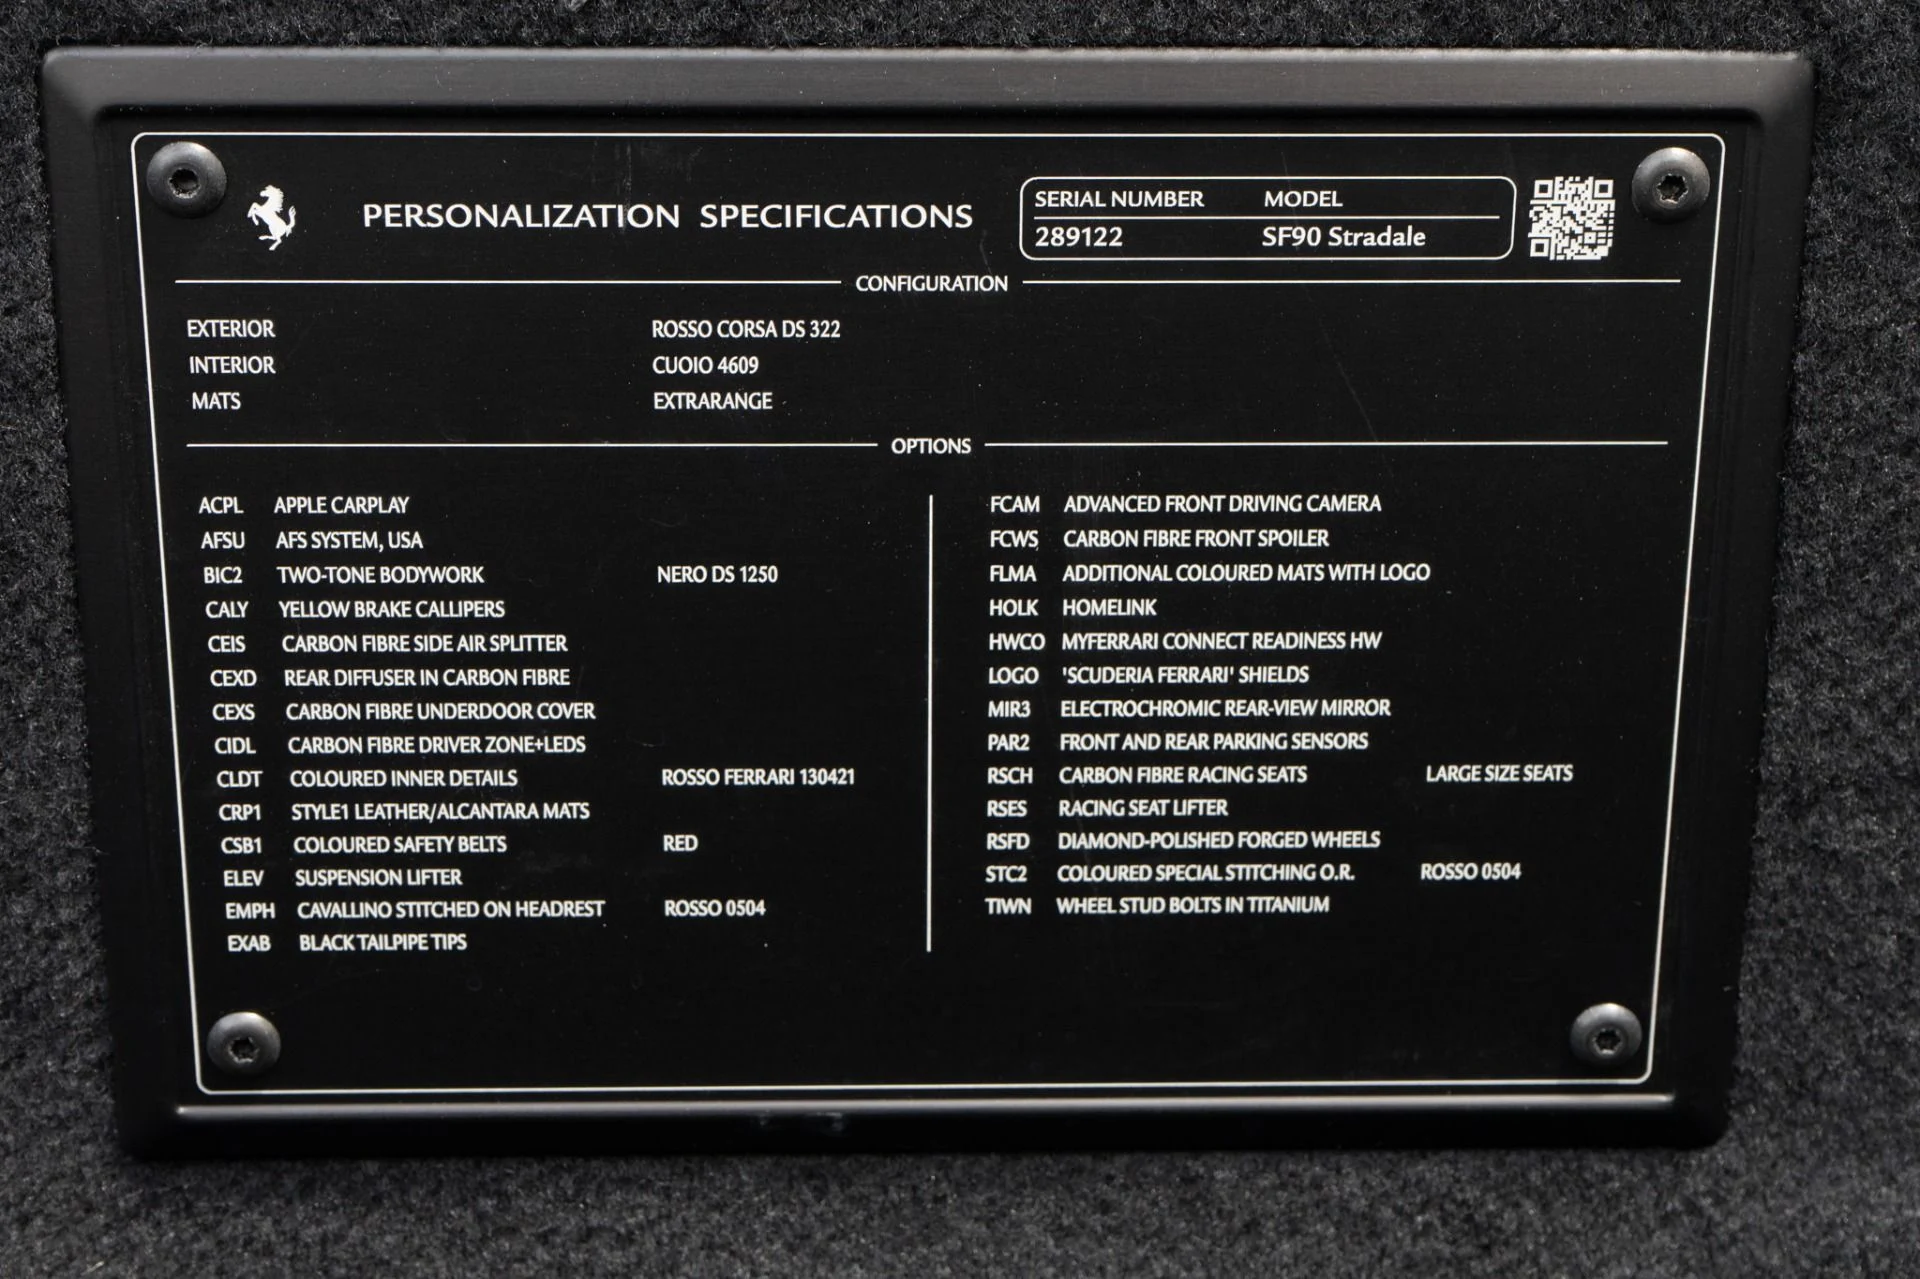 PERSONALIZATION SPECIFICATIONS
SERIAL NUMBER MODEL
289122 SF90 Stradale
CONFIGURATION
EXTERIOR ROSSO CORSA DS 322
INTERIOR CUOIO 4609
MATS EXTRARANGE
OPTIONS
ACPL APPLE CARPLAY
AFSU AFS SYSTEM, USA
BIC2 TWO-TONE BODYWORK NERO DS 1250
CALY YELLOW BRAKE CALLIPERS
CEIS CARBON FIBRE SIDE AIR SPLITTER
CEXD REAR DIFFUSER IN CARBON FIBRE
CEXS CARBON FIBRE UNDERDOOR COVER
CIDL CARBON FIBRE DRIVER ZONE+LEDS
CLDT COLOURED INNER DETAILS ROSSO FERRARI 130421
CRP1 STYLE1 LEATHER/ALCANTARA MATS
CSB1 COLOURED SAFETY BELTS RED
ELEV SUSPENSION LIFTER
EMPH CAVALLINO STITCHED ON HEADREST ROSSO 0504
EXAB BLACK TAILPIPE TIPS
FCAM ADVANCED FRONT DRIVING CAMERA
FCWS CARBON FIBRE FRONT SPOILER
FLMA ADDITIONAL COLOURED MATS WITH LOGO
HOLK HOMELINK
HWCO MYFERRARI CONNECT READINESS HW
LOGO 'SCUDERIA FERRARI' SHIELDS
MIR3 ELECTROCHROMIC REAR-VIEW MIRROR
PAR2 FRONT AND REAR PARKING SENSORS
RSCH CARBON FIBRE RACING SEATS LARGE SIZE SEATS
RSES RACING SEAT LIFTER
RSFD DIAMOND-POLISHED FORGED WHEELS
STC2 COLOURED SPECIAL STITCHING O.R. ROSSO 0504
TIWN WHEEL STUD BOLTS IN TITANIUM